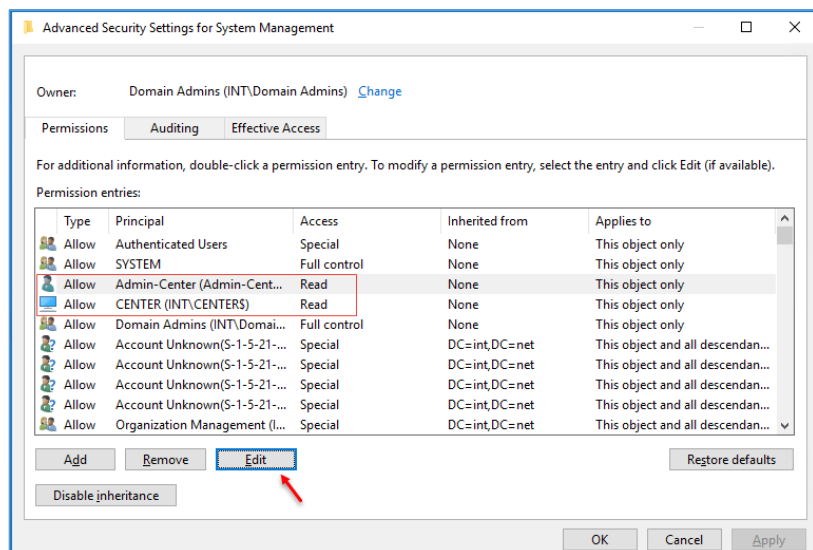 Advanced Security Settings for System Management
Owner: Domain Admins (INT\Domain Admins) Change
Permissions Auditing Effective Access
For additional information, double-click a permission entry. To modify a permission entry, select the entry and click Edit (if available).
Permission entries:
Type Principal Access Inherited from Applies to
Allow Authenticated Users Special None This object only
Allow SYSTEM Full control None This object only
Allow Admin-Center (Admin-Cent... Read None This object only
Allow CENTER (INT\CENTER$) Read None This object only
Allow Domain Admins (INT\Domai... Full control None This object only
Allow Account Unknown(S-1-5-21-... Special DC=int,DC=net This object and all descendan...
Allow Account Unknown(S-1-5-21-... Special DC=int,DC=net This object and all descendan...
Allow Account Unknown(S-1-5-21-... Special DC=int,DC=net This object and all descendan...
Allow Account Unknown(S-1-5-21-... Special DC=int,DC=net This object and all descendan...
Allow Organization Management (I... Special DC=int,DC=net This object and all descendan...
Add Remove Edit Restore defaults
Disable inheritance
OK Cancel Apply